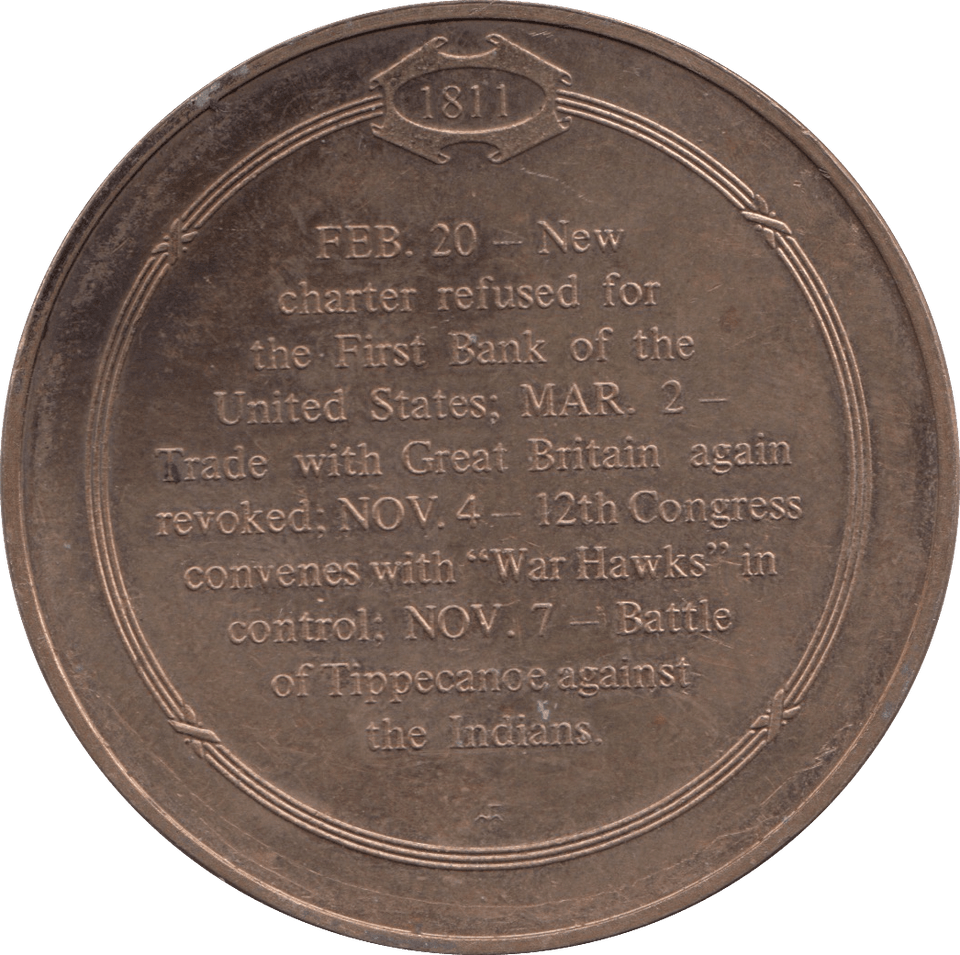 1811
FEB. 20 – New
charter refused for
the First Bank of the
United States; MAR. 2 –
Trade with Great Britain again
revoked; NOV. 4 – 12th Congress
convenes with “War Hawks” in
control; NOV. 7 – Battle
of Tippecanoe against
the Indians.